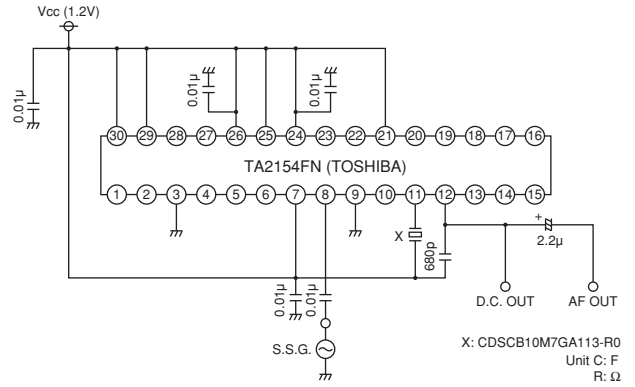 Vcc (1.2V)
0.01μ
0.01μ
0.01μ
30 29 28 27 26 25 24 23 22 21 20 19 18 17 16
TA2154FN (TOSHIBA)
1 2 3 4 5 6 7 8 9 10 11 12 13 14 15
X
680p
+
2.2μ
0.01μ
0.01μ
D.C. OUT
AF OUT
S.S.G.
X: CDSCB10M7GA113-R0
Unit C: F
R: Ω